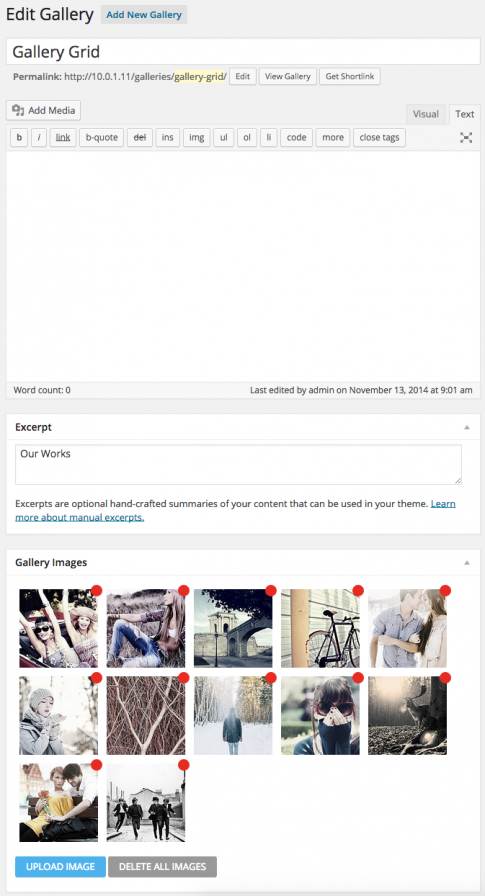 Edit Gallery Add New Gallery
Gallery Grid
Permalink: http://10.0.1.11/galleries/gallery-grid/ Edit View Gallery Get Shortlink
Add Media
Visual Text
b i link b-quote del ins img ul ol li code more close tags
Word count: 0 Last edited by admin on November 13, 2014 at 9:01 am
Excerpt
Our Works
Excerpts are optional hand-crafted summaries of your content that can be used in your theme. Learn
more about manual excerpts.
Gallery Images
UPLOAD IMAGE DELETE ALL IMAGES